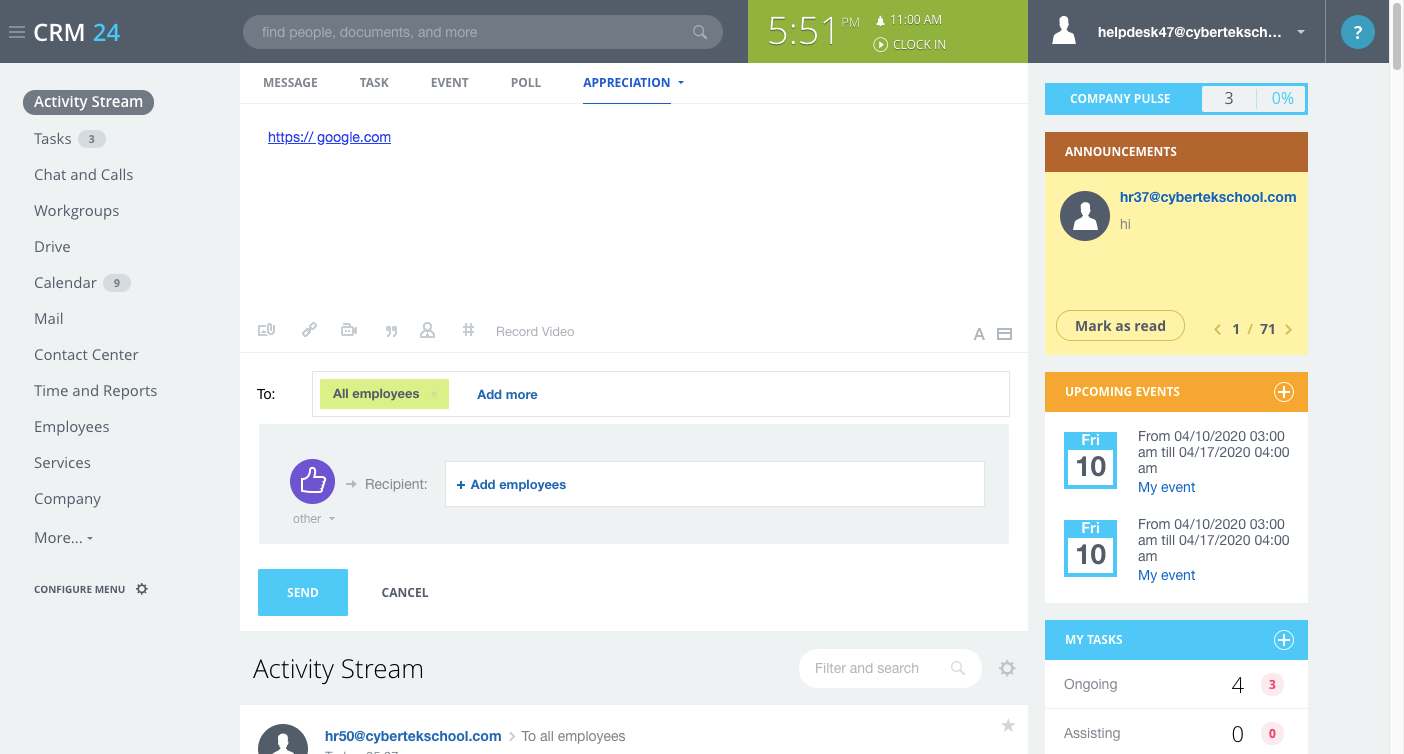 CRM 24
find people, documents, and more
5:51 PM
11:00 AM
CLOCK IN
helpdesk47@cyberteksch...
?
Activity Stream
Tasks 3
Chat and Calls
Workgroups
Drive
Calendar 9
Mail
Contact Center
Time and Reports
Employees
Services
Company
More...
CONFIGURE MENU
MESSAGE TASK EVENT POLL APPRECIATION
https:// google.com
Record Video
A
To: All employees × Add more
Recipient: + Add employees
other
SEND CANCEL
Activity Stream
Filter and search
hr50@cybertekschool.com > To all employees
COMPANY PULSE 3 0%
ANNOUNCEMENTS
hr37@cybertekschool.com
hi
Mark as read
1 / 71
UPCOMING EVENTS
Fri
10
From 04/10/2020 03:00
am till 04/17/2020 04:00
am
My event
Fri
10
From 04/10/2020 03:00
am till 04/17/2020 04:00
am
My event
MY TASKS
Ongoing 4 3
Assisting 0 0